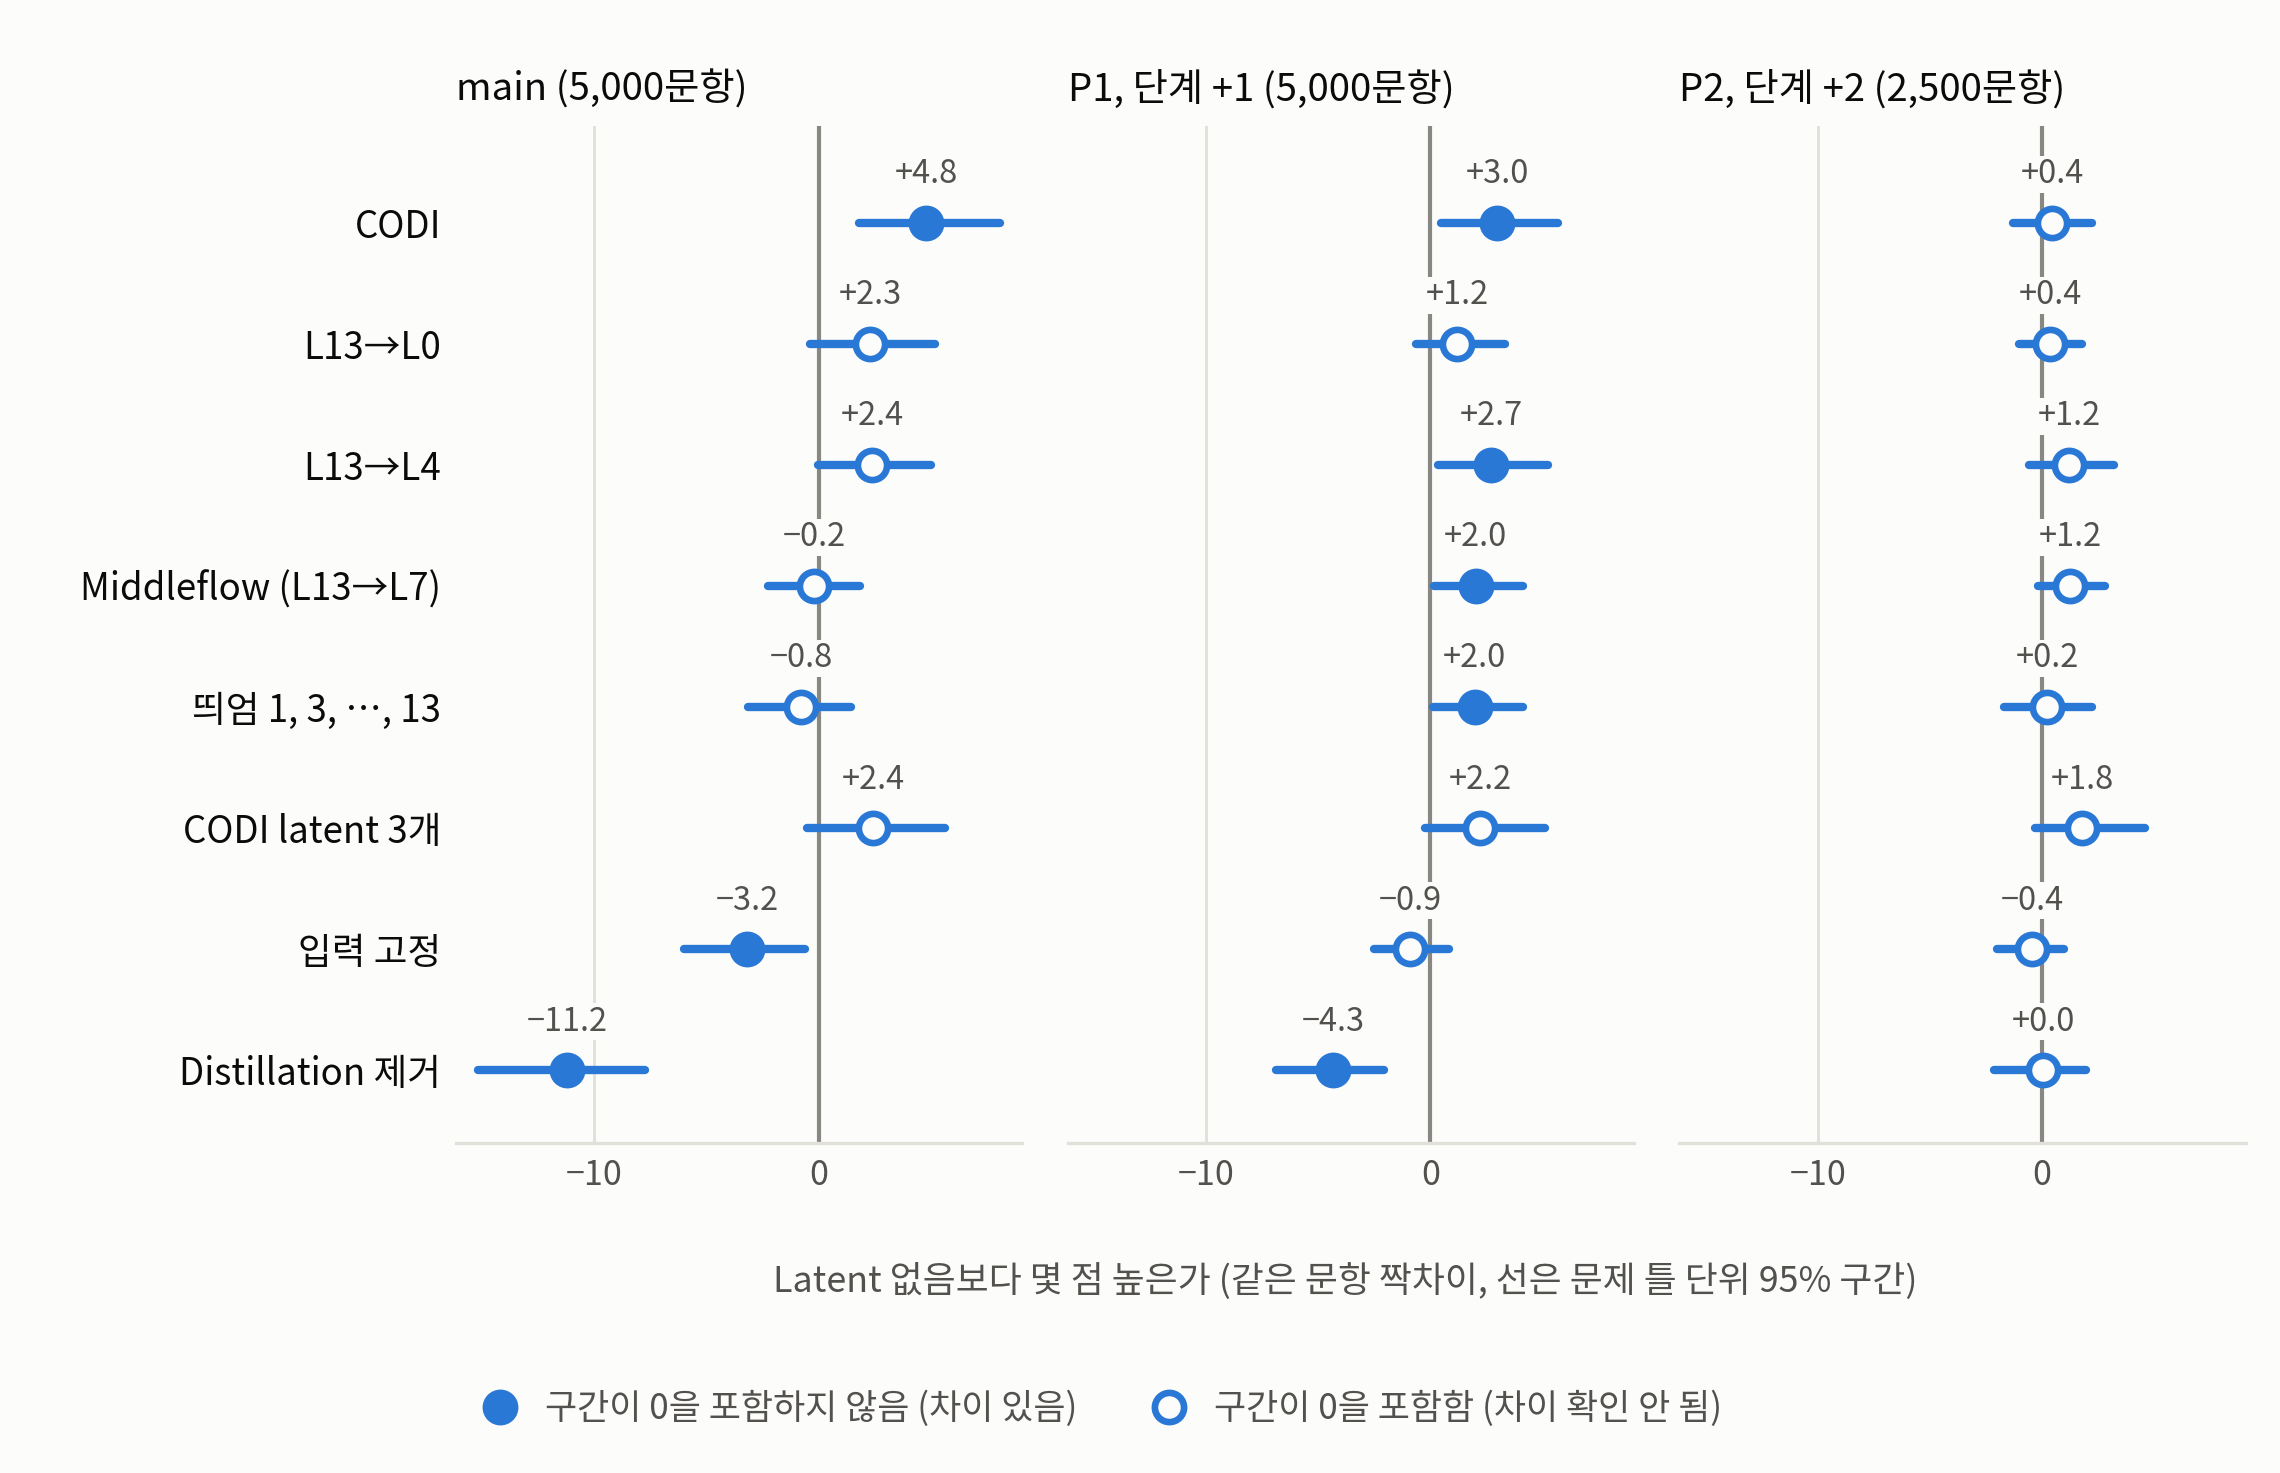 main (5,000문항)
P1, 단계 +1 (5,000문항)
P2, 단계 +2 (2,500문항)
+4.8
+3.0
+0.4
CODI
+2.3
+1.2
+0.4
L13→L0
+2.4
+2.7
+1.2
L13→L4
−0.2
+2.0
+1.2
Middleflow (L13→L7)
−0.8
+2.0
+0.2
띄엄 1, 3, ⋯, 13
+2.4
+2.2
+1.8
CODI latent 3개
−3.2
−0.9
−0.4
입력 고정
−11.2
−4.3
+0.0
Distillation 제거
−10
0
−10
0
−10
0
Latent 없음보다 몇 점 높은가 (같은 문항 짝차이, 선은 문제 틀 단위 95% 구간)
구간이 0을 포함하지 않음 (차이 있음)
구간이 0을 포함함 (차이 확인 안 됨)